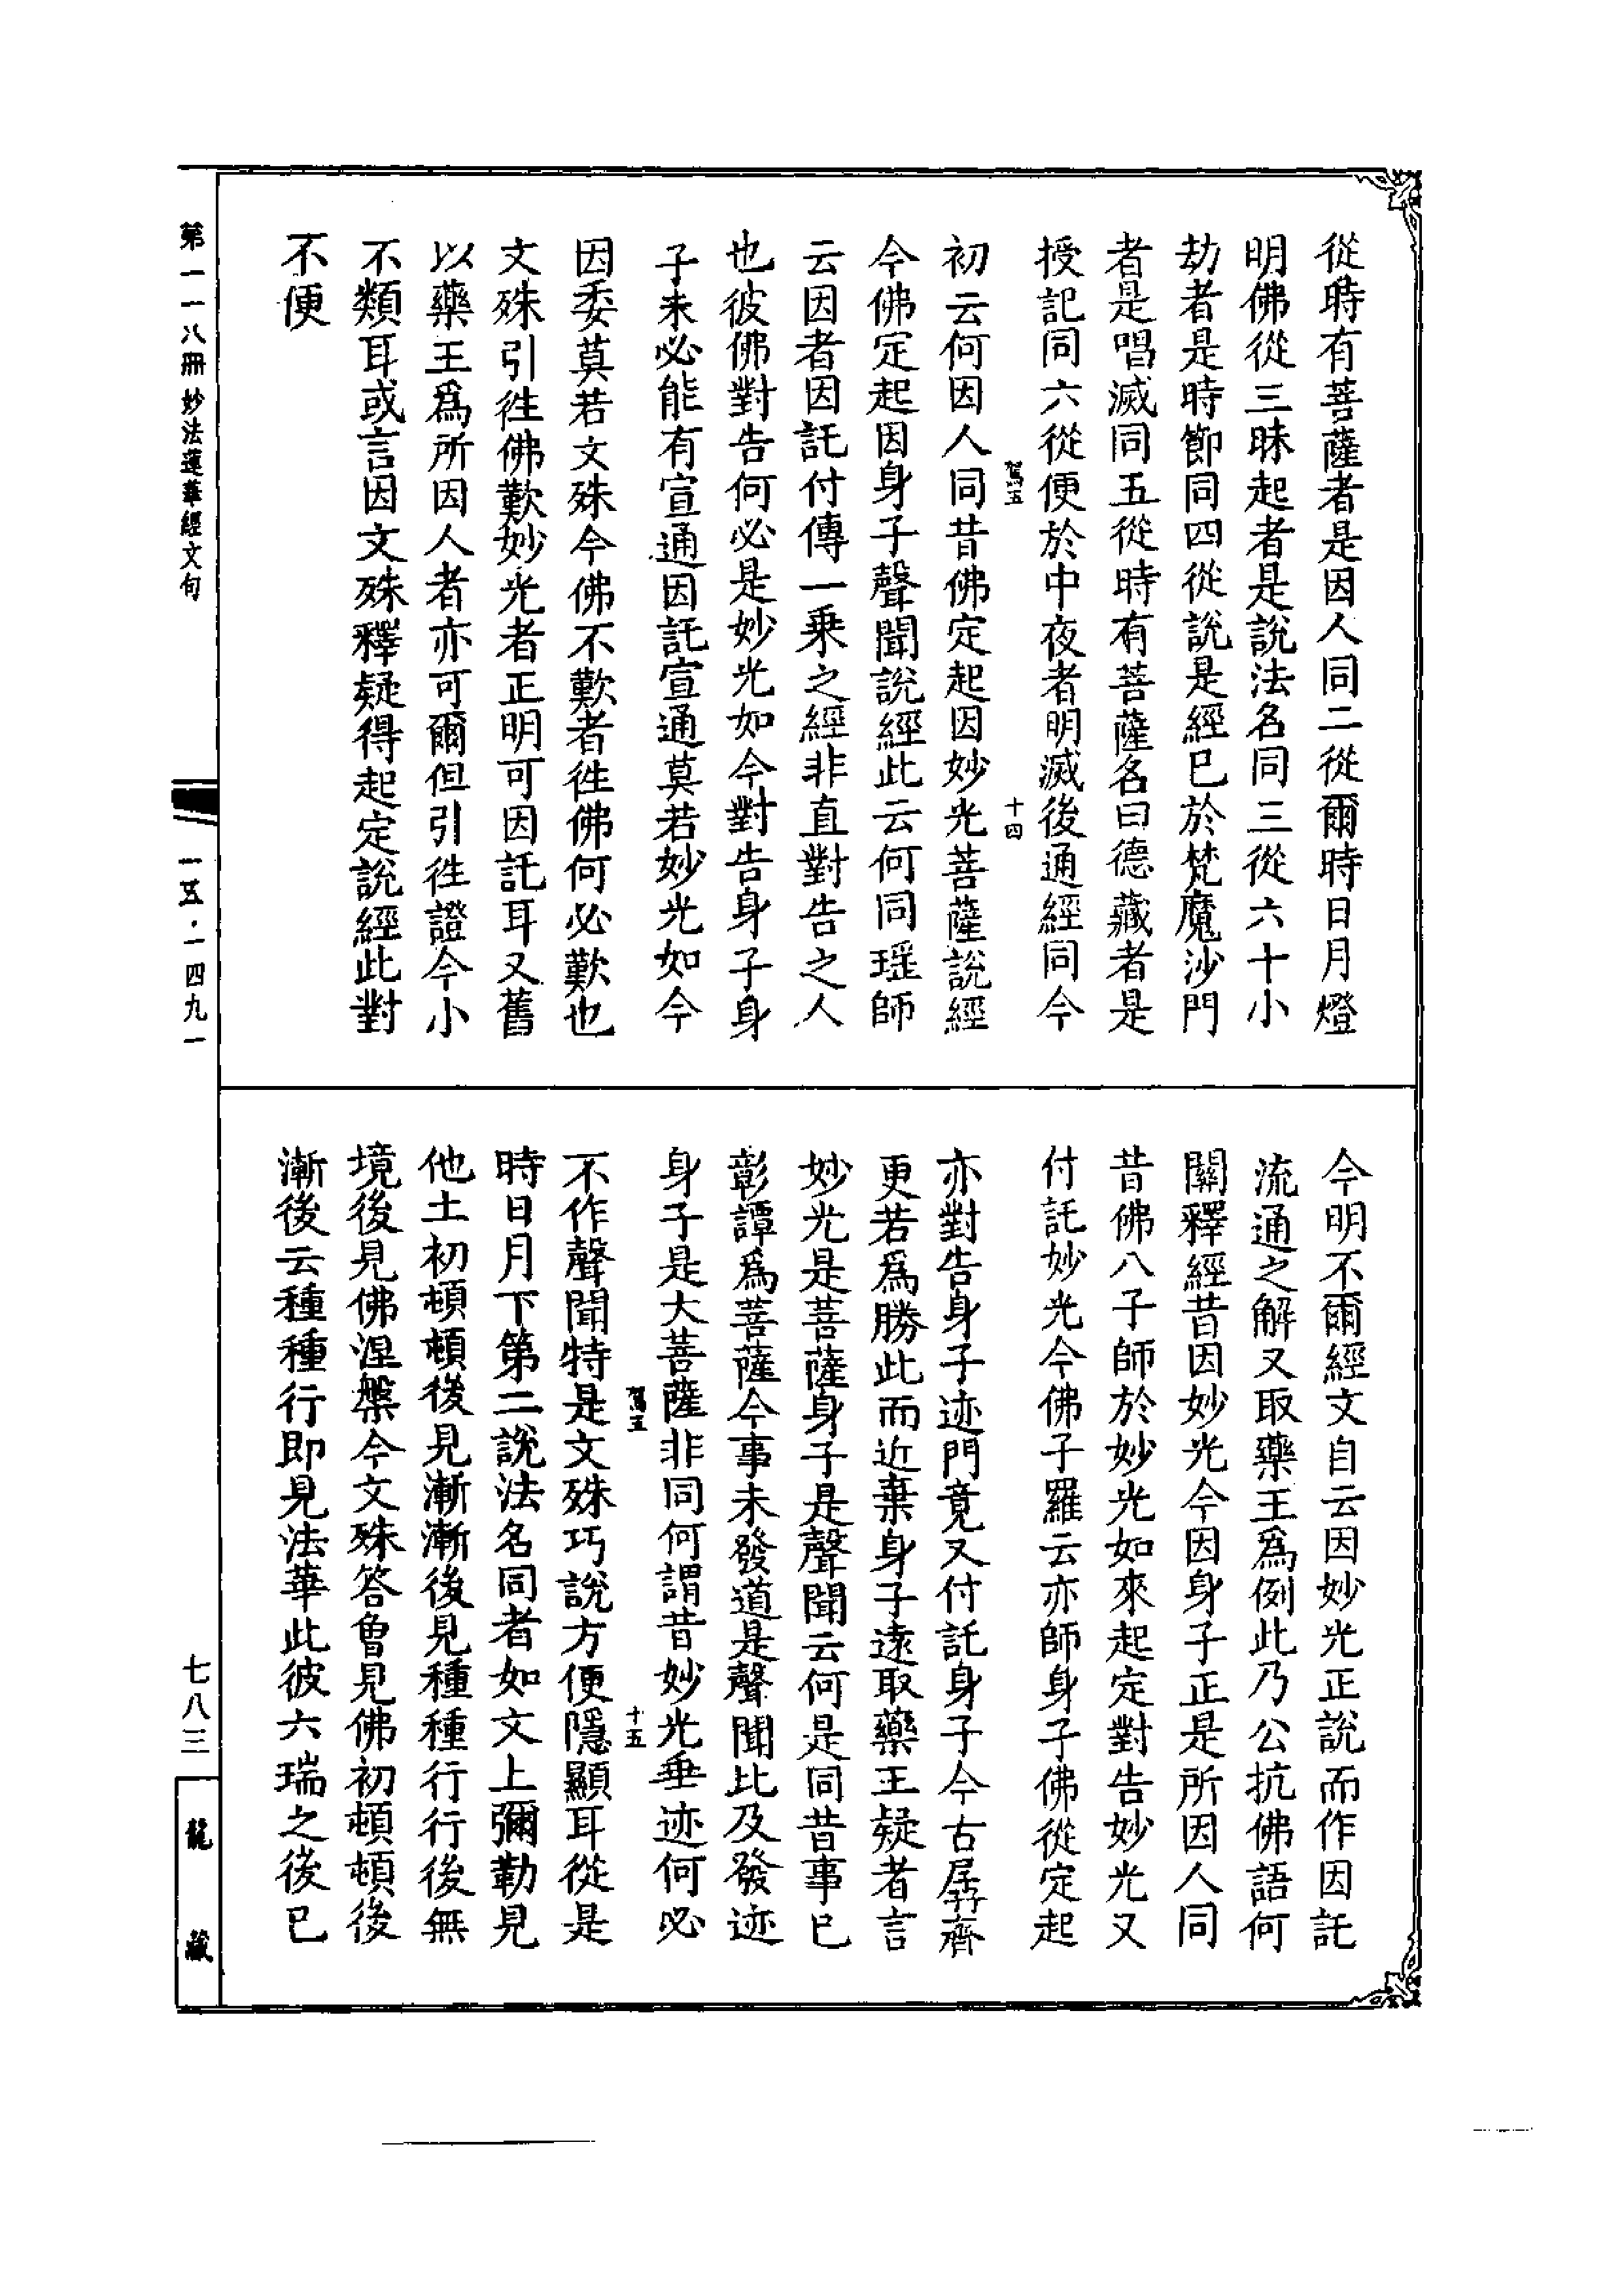 從時有菩薩者是因人同二從爾時日月燈
明佛從三昧起者是說法名同三從六十小
劫者是時節同四從說是經已於梵魔沙門
者是唱滅同五從時有菩薩名曰德藏者是
授記同六從便於中夜者明滅後通經同今
駕五
十四
初云何因人同昔佛定起因妙光菩薩說經
今佛定起因身子聲聞說經此云何同瑶師
云因者因託付傳一乗之經非直對告之人
也彼佛對告何必是妙光如今對告身子身
子未必能有宣通因託宣通莫若妙光如今
因委莫若文殊今佛不歎者徃佛何必歎也
文殊引徃佛歎妙光者正明可因託耳又舊
以藥王爲所因人者亦可爾但引徃證今小
不類耳或言因文殊釋疑得起定說經此對
不便
今明不爾經文自云因妙光正說而作因託
流通之解又取藥王爲例此乃公抗佛語何
關釋經昔因妙光今因身子正是所因人同
昔佛八子師於妙光如來起定對告妙光又
付託妙光今佛子羅云亦師身子佛從定起
亦對告身子迹門竟又付託身子今古孱齊
更若爲勝此而近棄身子遠取藥王疑者言
妙光是菩薩身子是聲聞云何是同昔事已
彰譚爲菩薩今事未發道是聲聞比及發迹
身子是大菩薩非同何謂昔妙光垂迹何必
駕五
十五
不作聲聞特是文殊巧說方便隱顯耳從是
時日月下第二說法名同者如文上彌勒見
他土初頓頓後見漸漸後見種種行行後無
境後見佛涅槃今文殊答曾見佛初頓頓後
漸後云種種行即見法華此彼六瑞之後已
第一一八冊 妙法蓮華經文句
一五·一四九一
七八三
龍藏